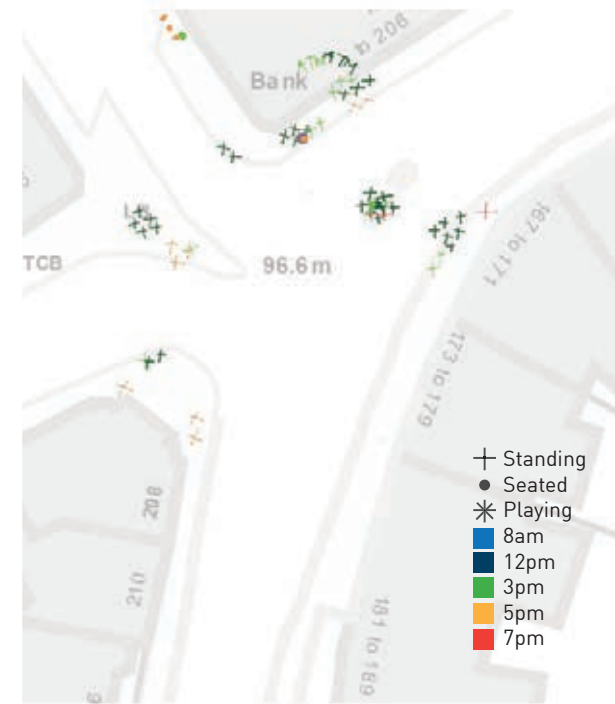 to 206
Bank
167 to 171
TCB
96.6m
173 to 179
Standing
Seated
Playing
8am
12pm
3pm
5pm
7pm
208
210
181 to 189